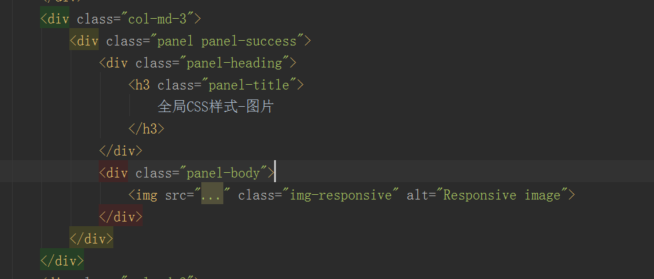 <div class="col-md-3">
<div class="panel panel-success">
<div class="panel-heading">
<h3 class="panel-title">
全局CSS样式-图片
</h3>
</div>
<div class="panel-body">
<img src="..." class="img-responsive" alt="Responsive image">
</div>
</div>
</div>